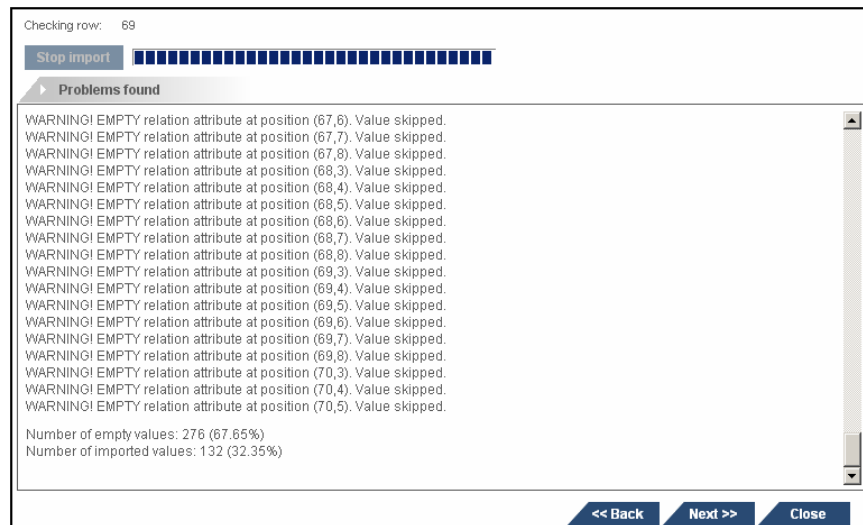 Checking row: 69
Stop import
Problems found
WARNING! EMPTY relation attribute at position (67,6). Value skipped.
WARNING! EMPTY relation attribute at position (67,7). Value skipped.
WARNING! EMPTY relation attribute at position (67,8). Value skipped.
WARNING! EMPTY relation attribute at position (68,3). Value skipped.
WARNING! EMPTY relation attribute at position (68,4). Value skipped.
WARNING! EMPTY relation attribute at position (68,5). Value skipped.
WARNING! EMPTY relation attribute at position (68,6). Value skipped.
WARNING! EMPTY relation attribute at position (68,7). Value skipped.
WARNING! EMPTY relation attribute at position (68,8). Value skipped.
WARNING! EMPTY relation attribute at position (69,3). Value skipped.
WARNING! EMPTY relation attribute at position (69,4). Value skipped.
WARNING! EMPTY relation attribute at position (69,5). Value skipped.
WARNING! EMPTY relation attribute at position (69,6). Value skipped.
WARNING! EMPTY relation attribute at position (69,7). Value skipped.
WARNING! EMPTY relation attribute at position (69,8). Value skipped.
WARNING! EMPTY relation attribute at position (70,3). Value skipped.
WARNING! EMPTY relation attribute at position (70,4). Value skipped.
WARNING! EMPTY relation attribute at position (70,5). Value skipped.
Number of empty values: 276 (67.65%)
Number of imported values: 132 (32.35%)
<< Back Next >> Close